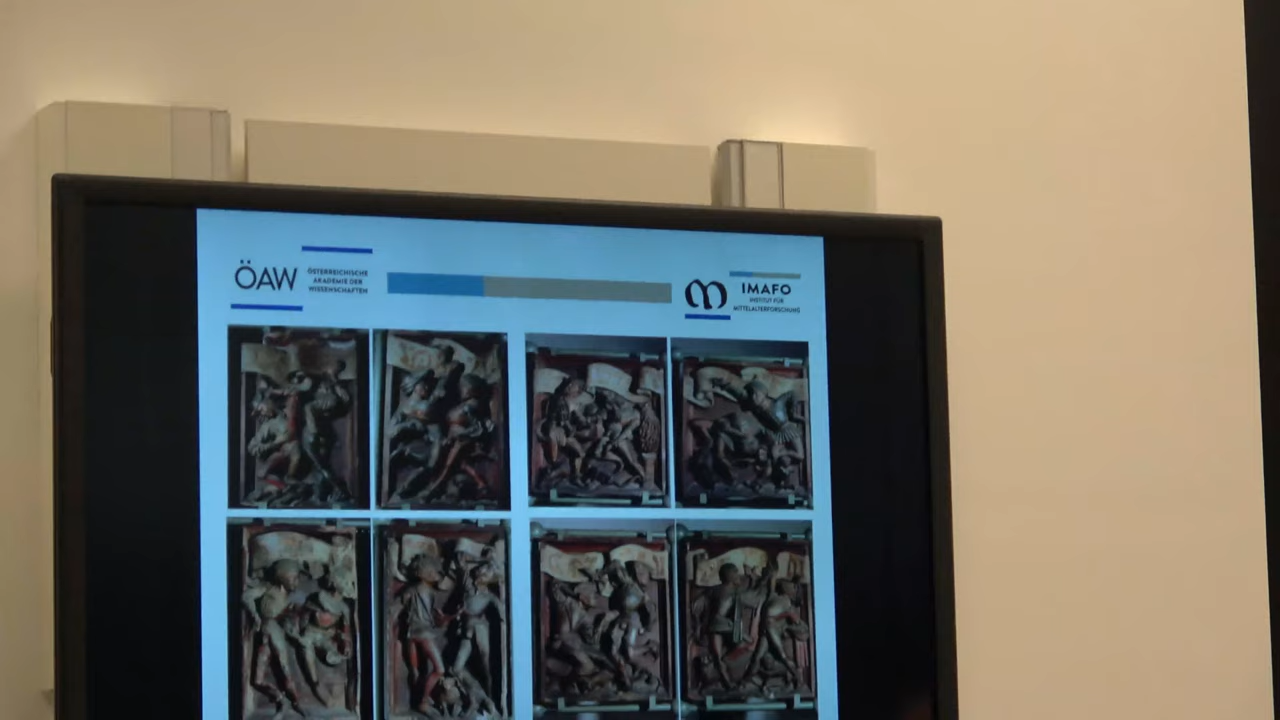 ÖAW
ÖSTERREICHISCHE
AKADEMIE DER
WISSENSCHAFTEN
IMAFO
INSTITUT FÜR
MITTELALTERFORSCHUNG